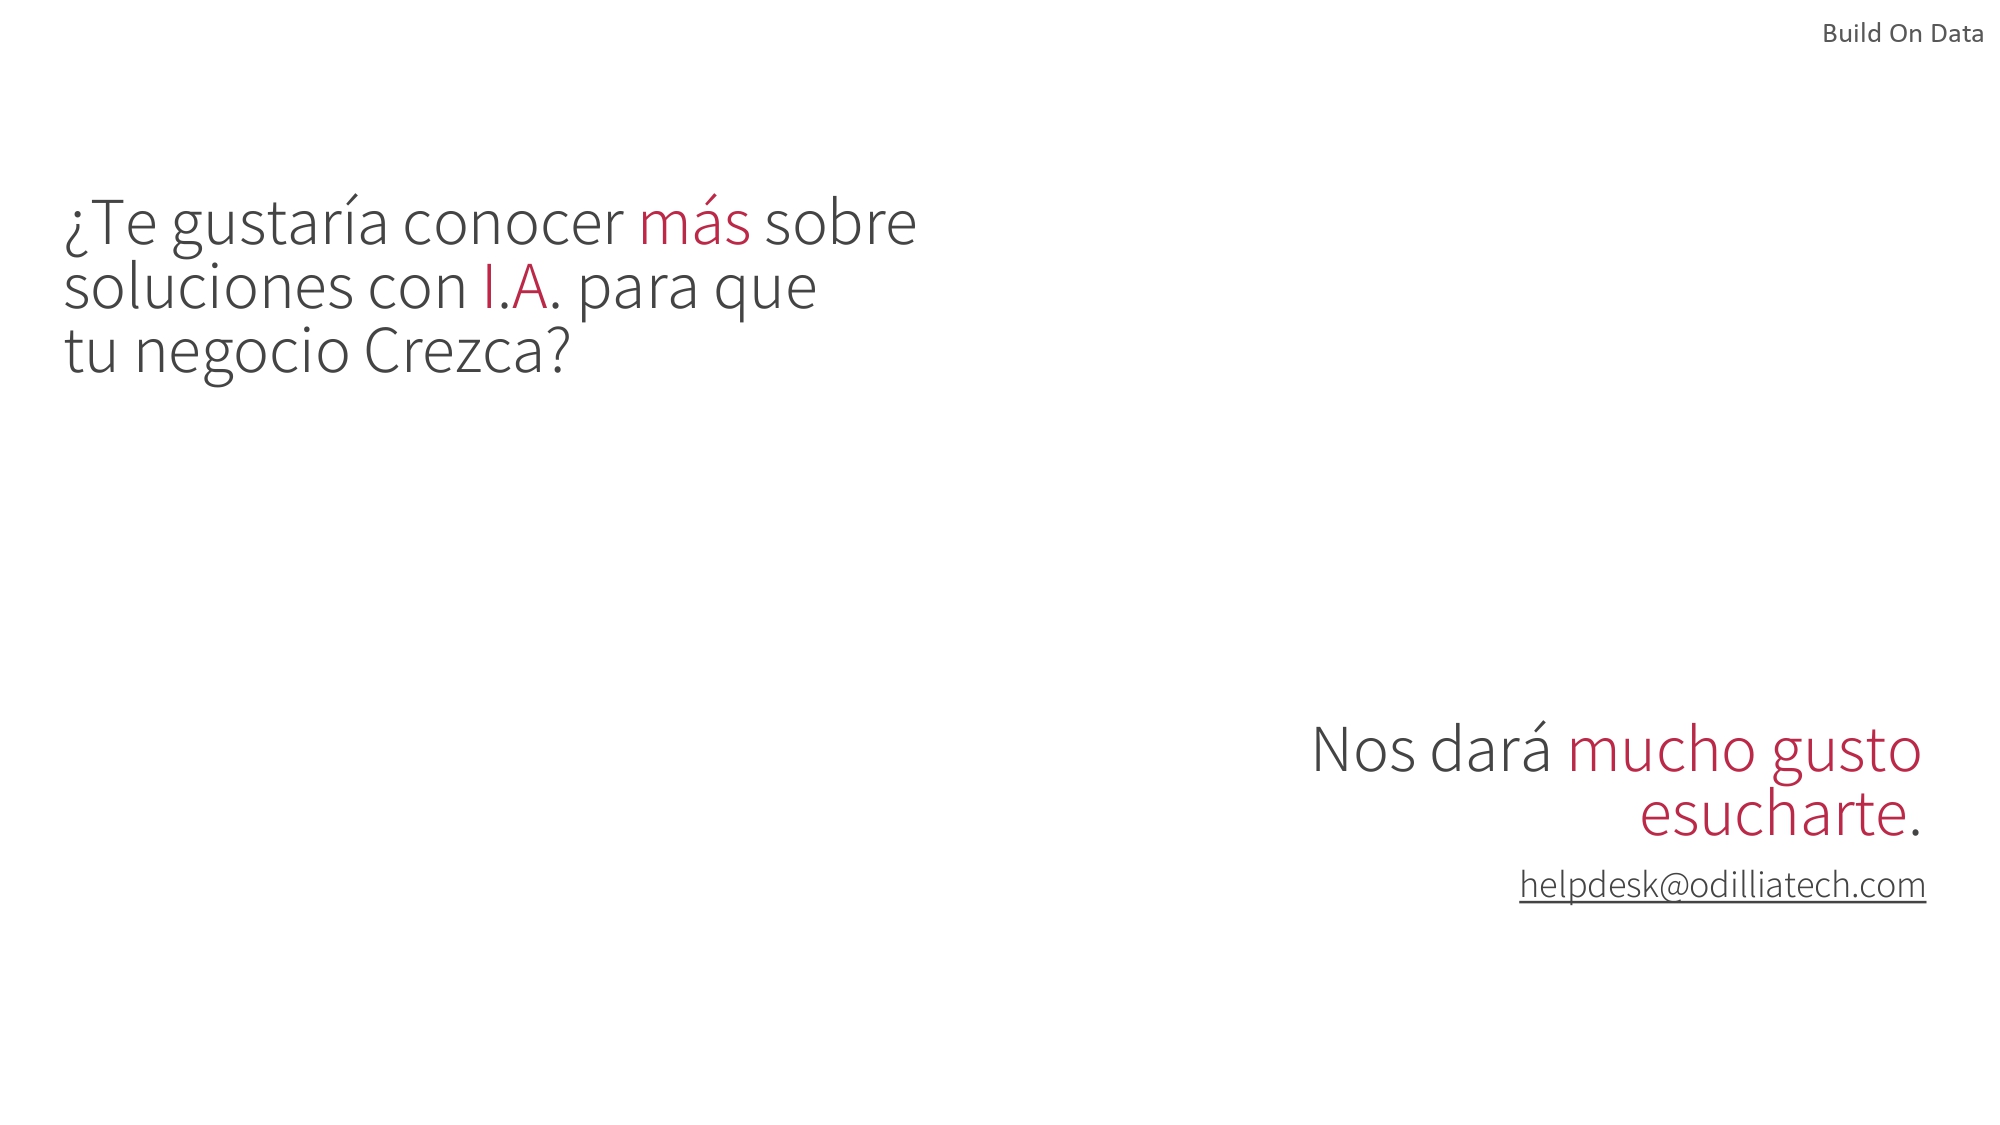 Build On Data
¿Te gustaría conocer más sobre
soluciones con I.A. para que
tu negocio Crezca?
Nos dará mucho gusto
esucharte.
helpdesk@odilliatech.com